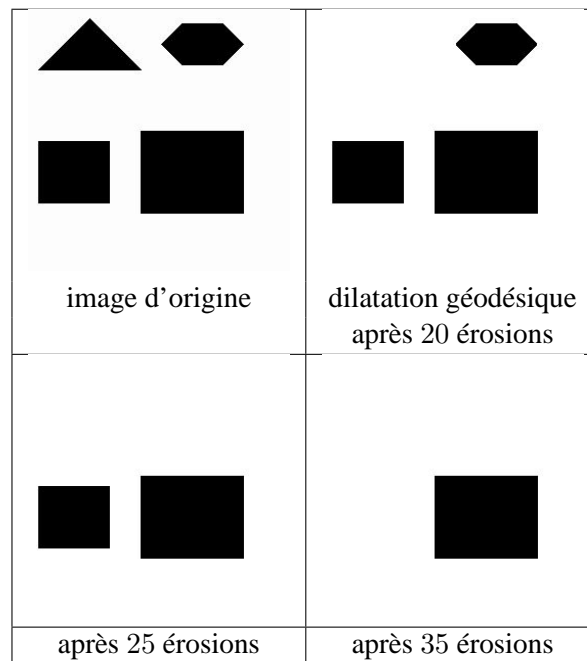 image d'origine
dilatation géodésique
après 20 érosions
après 25 érosions
après 35 érosions